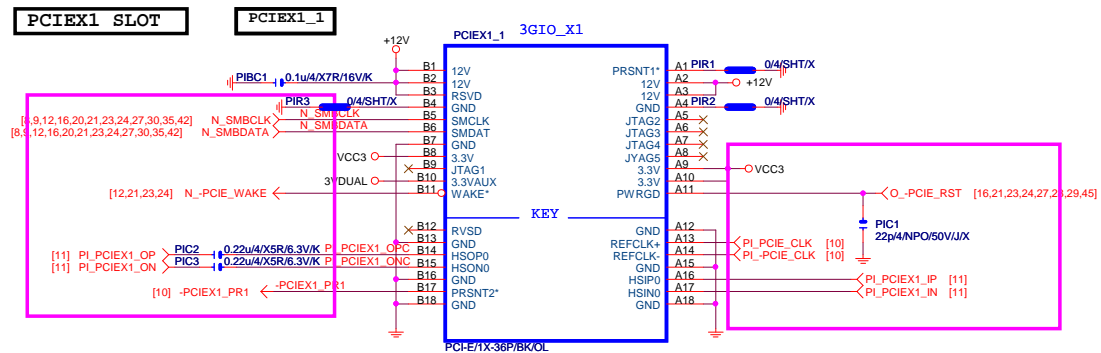 PCIEX1 SLOT
PCIEX1_1
PCIEX1_1
3GIO_X1
+12V
PIBC1
0.1u/4/X7R/16V/K
PIR3
0/4/SHT/X
[8,9,12,16,20,21,23,24,27,30,35,42]
N_SMBCLK
N_SMBCLK
[8,9,12,16,20,21,23,24,27,30,35,42]
N_SMBDATA
N_SMBDATA
VCC3
3VDUAL
[12,21,23,24]
N_-PCIE_WAKE
[11]
PI_PCIEX1_OP
PIC2
0.22u/4/X5R/6.3V/K
PI_PCIEX1_OPC
[11]
PI_PCIEX1_ON
PIC3
0.22u/4/X5R/6.3V/K
PI_PCIEX1_ONC
[10]
-PCIEX1_PR1
-PCIEX1_PR1
B1
12V
B2
12V
B3
RSVD
B4
GND
B5
SMCLK
B6
SMDAT
B7
GND
B8
3.3V
B9
JTAG1
B10
3.3VAUX
B11
WAKE*
KEY
B12
RVSD
B13
GND
B14
HSOP0
B15
HSON0
B16
GND
B17
PRSNT2*
B18
GND
PRSNT1*
A1
12V
A2
12V
A3
GND
A4
JTAG2
A5
JTAG3
A6
JTAG4
A7
JYAG5
A8
3.3V
A9
3.3V
A10
PWRGD
A11
GND
A12
REFCLK+
A13
REFCLK-
A14
GND
A15
HSIP0
A16
HSIN0
A17
GND
A18
PIR1
0/4/SHT/X
+12V
PIR2
0/4/SHT/X
VCC3
O_-PCIE_RST
[16,21,23,24,27,28,29,45]
PIC1
22p/4/NPO/50V/J/X
PI_PCIE_CLK
[10]
PI_-PCIE_CLK
[10]
PI_PCIEX1_IP
[11]
PI_PCIEX1_IN
[11]
PCI-E/1X-36P/BK/OL